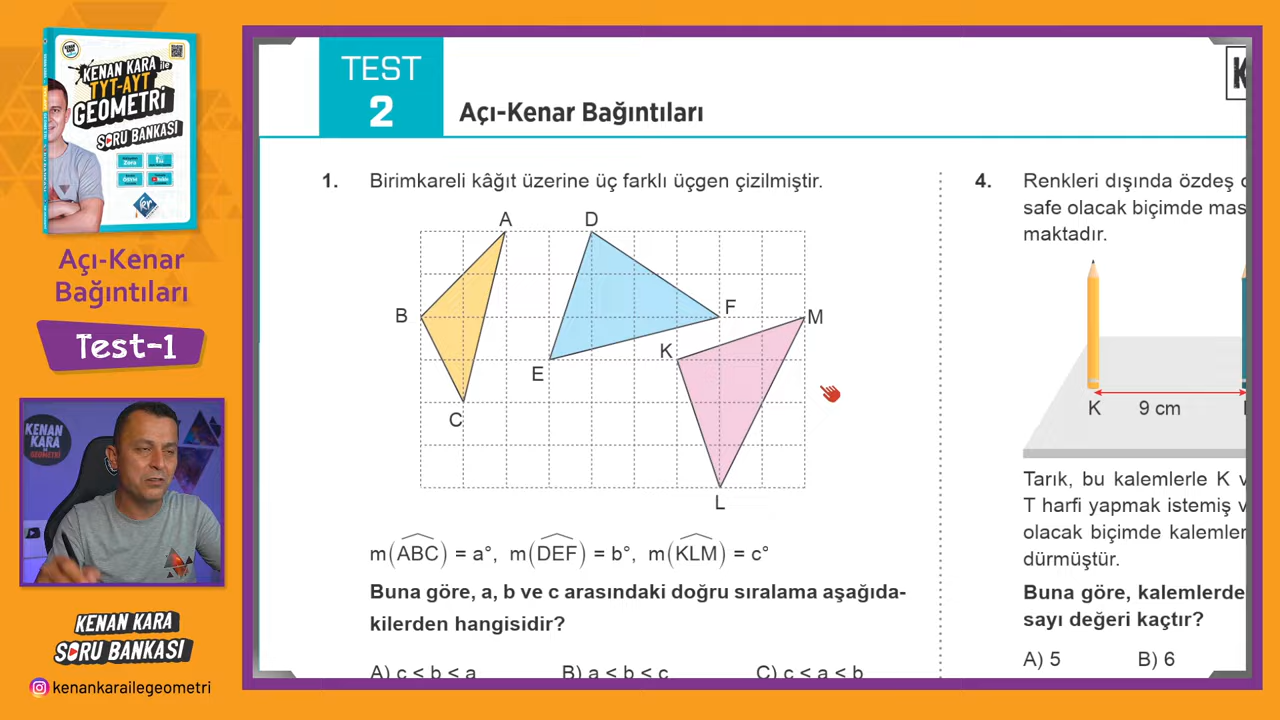 KENAN KARA ile
TYT-AYT
GEOMETRİ
SORU BANKASI
Açı-Kenar
Bağıntıları
Test-1
KENAN
KARA
GEOMETRİ
KENAN KARA
SORU BANKASI
kenankarailegeometri
TEST
2
Açı-Kenar Bağıntıları
1. Birimkareli kâğıt üzerine üç farklı üçgen çizilmiştir.
A
D
B
F
M
K
E
C
L
m(ABC) = a°, m(DEF) = b°, m(KLM) = c°
Buna göre, a, b ve c arasındaki doğru sıralama aşağıda-
kilerden hangisidir?
A) c < b < a B) a < b < c C) c < a < b
K
4. Renkleri dışında özdeş
safe olacak biçimde mas
maktadır.
K 9 cm
Tarık, bu kalemlerle K
T harfi yapmak istemiş
olacak biçimde kalemler
dürmüştür.
Buna göre, kalemlerde
sayı değeri kaçtır?
A) 5 B) 6